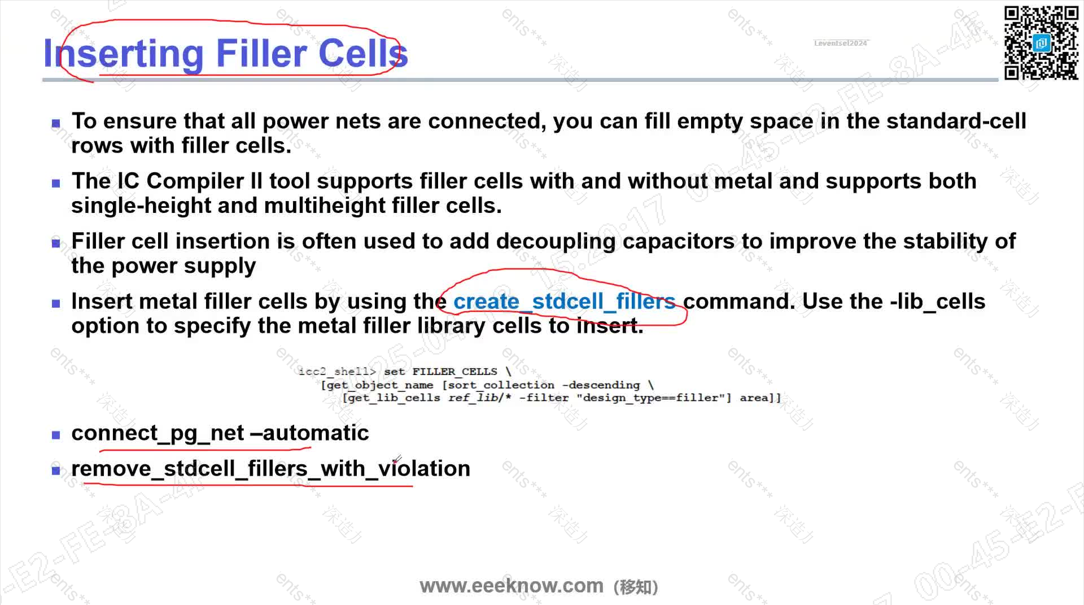 Inserting Filler Cells
Laveetsel2024
To ensure that all power nets are connected, you can fill empty space in the standard-cell
rows with filler cells.
The IC Compiler II tool supports filler cells with and without metal and supports both
single-height and multiheight filler cells.
Filler cell insertion is often used to add decoupling capacitors to improve the stability of
the power supply
Insert metal filler cells by using the create_stdcell_fillers command. Use the -lib_cells
option to specify the metal filler library cells to insert.
icc2_shell> set FILLER_CELLS \
[get_object_name [sort_collection -descending \
[get_lib_cells ref_lib/* -filter "design_type==filler"] area]]
connect_pg_net –automatic
remove_stdcell_fillers_with_violation
www.eeeknow.com（移知）